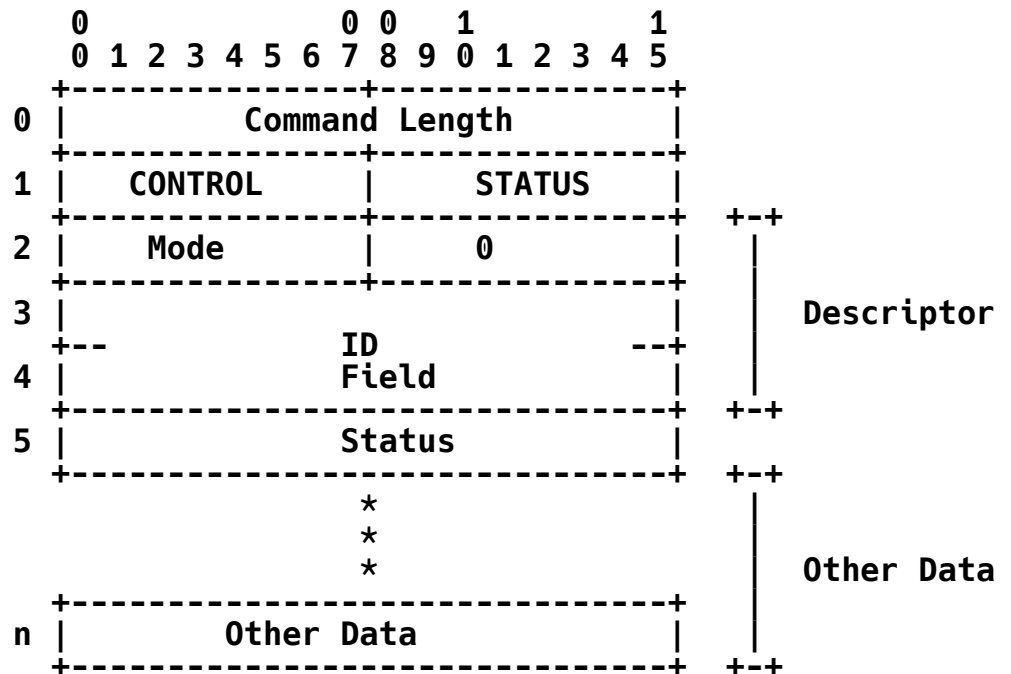 0             0 0   1         1
      0 1 2 3 4 5 6 7 8 9 0 1 2 3 4 5
     +---------------+---------------+
   0 |         Command Length        |
     +---------------+---------------+
   1 |   CONTROL     |     STATUS    |
     +---------------+---------------+  +-+
   2 |    Mode       |     0         |   |
     +---------------+---------------+   |
   3 |                               |   |  Descriptor
     +--            ID             --+   |
   4 |              Field            |   |
     +---------------+---------------+  +-+
   5 |              Status           |
     +---------------+---------------+  +-+
                     *                   |
                     *                   |
                     *                   |  Other Data
     +-------------------------------+   |
   n |        Other Data             |   |
     +-------------------------------+  +-+